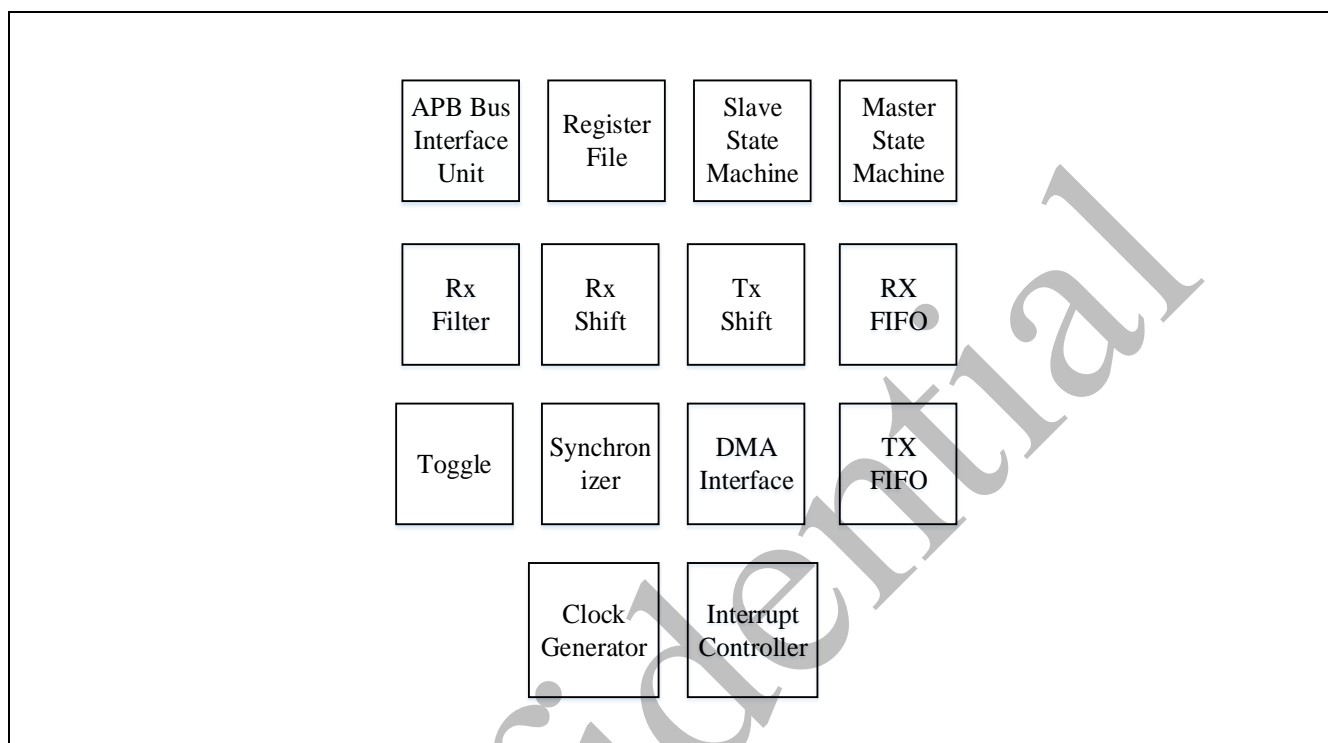 APB Bus
Interface
Unit
Register
File
Slave
State
Machine
Master
State
Machine
Rx
Filter
Rx
Shift
Tx
Shift
RX
FIFO
Toggle
Synchron
izer
DMA
Interface
TX
FIFO
Clock
Generator
Interrupt
Controller
fidential